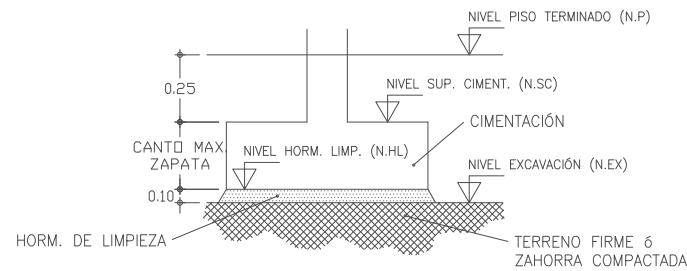 NIVEL PISO TERMINADO (N.P)
0.25
NIVEL SUP. CIMENT. (N.SC)
CIMENTACIÓN
CANTO MAX.
ZAPATA
NIVEL HORM. LIMP. (N.HL)
NIVEL EXCAVACIÓN (N.EX)
0.10
HORM. DE LIMPIEZA
TERRENO FIRME ó
ZAHORRA COMPACTADA